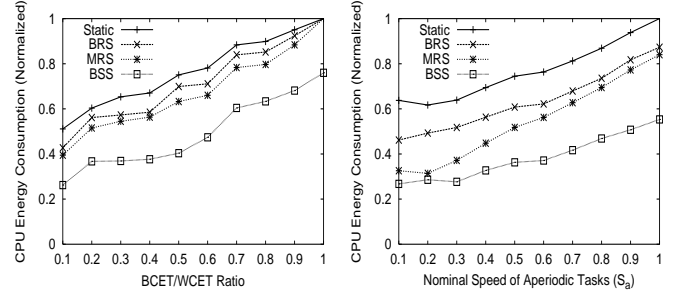 CPU Energy Consumption (Normalized)
1
0.8
0.6
0.4
0.2
0
Static
BRS
MRS
BSS
0.1 0.2 0.3 0.4 0.5 0.6 0.7 0.8 0.9 1
BCET/WCET Ratio
CPU Energy Consumption (Normalized)
1
0.8
0.6
0.4
0.2
0
Static
BRS
MRS
BSS
0.1 0.2 0.3 0.4 0.5 0.6 0.7 0.8 0.9 1
Nominal Speed of Aperiodic Tasks (Sₐ)